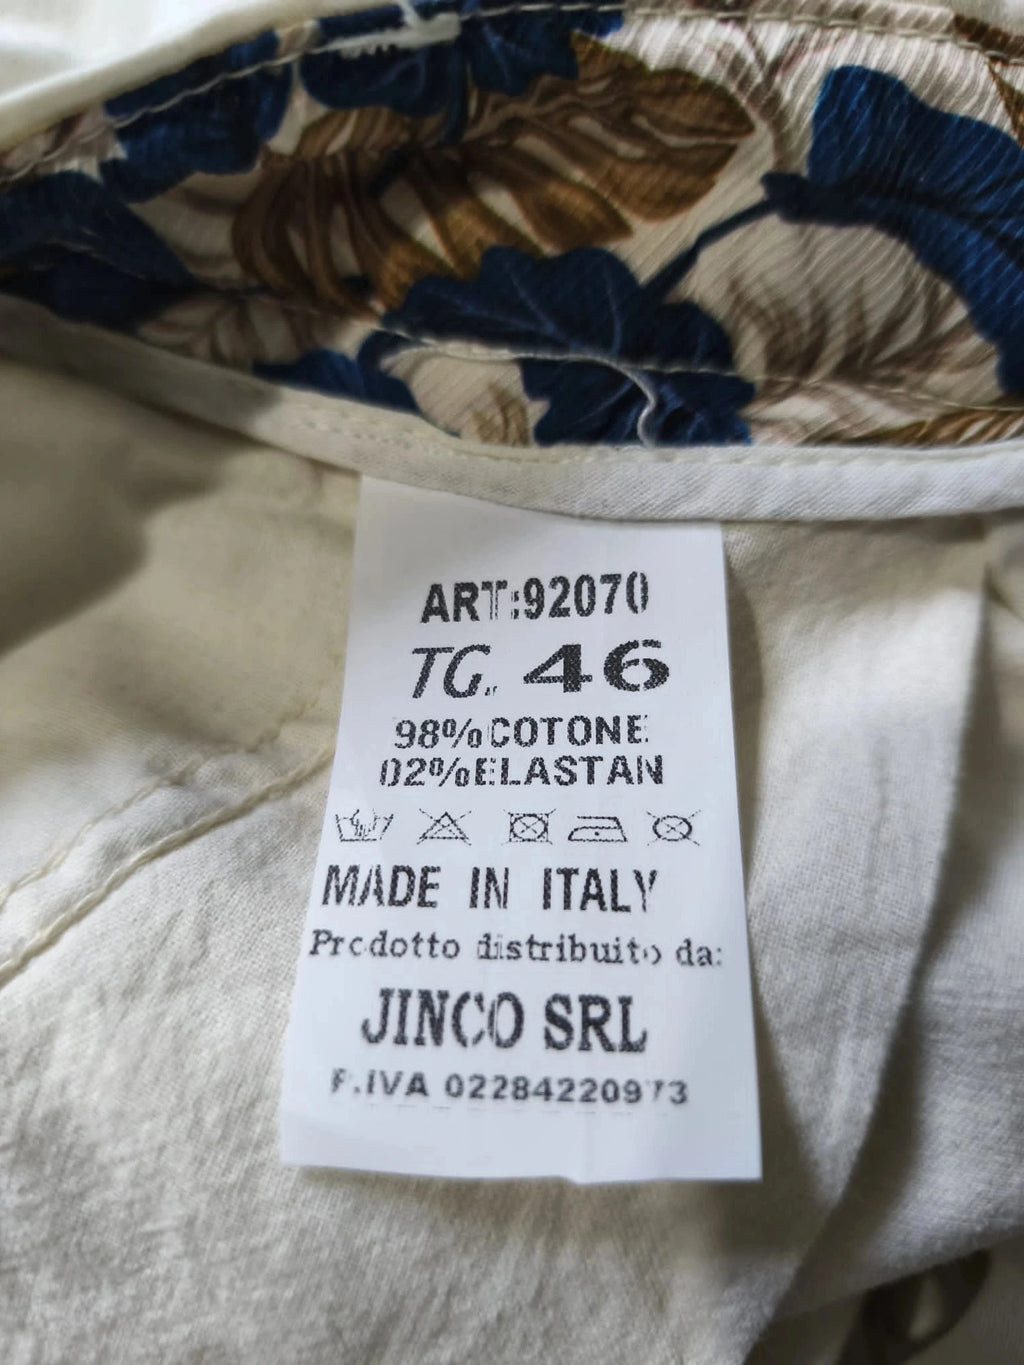 ART:92070
TG. 46
98% COTONE
02% ELASTAN
MADE IN ITALY
Prodotto distribuito da:
JINCO SRL
P.IVA 02284220973